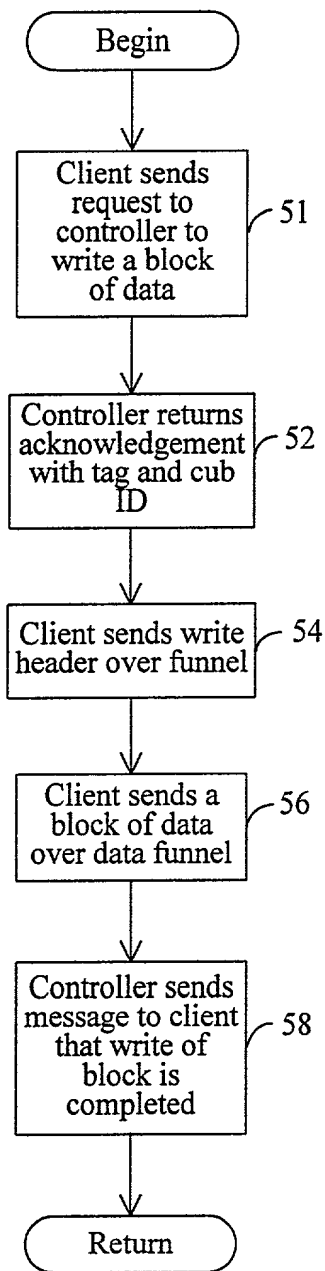 Begin
Client sends
request to
controller to
write a block
of data
51
Controller returns
acknowledgement
with tag and cub
ID
52
Client sends write
header over funnel
54
Client sends a
block of data
over data funnel
56
Controller sends
message to client
that write of
block is
completed
58
Return